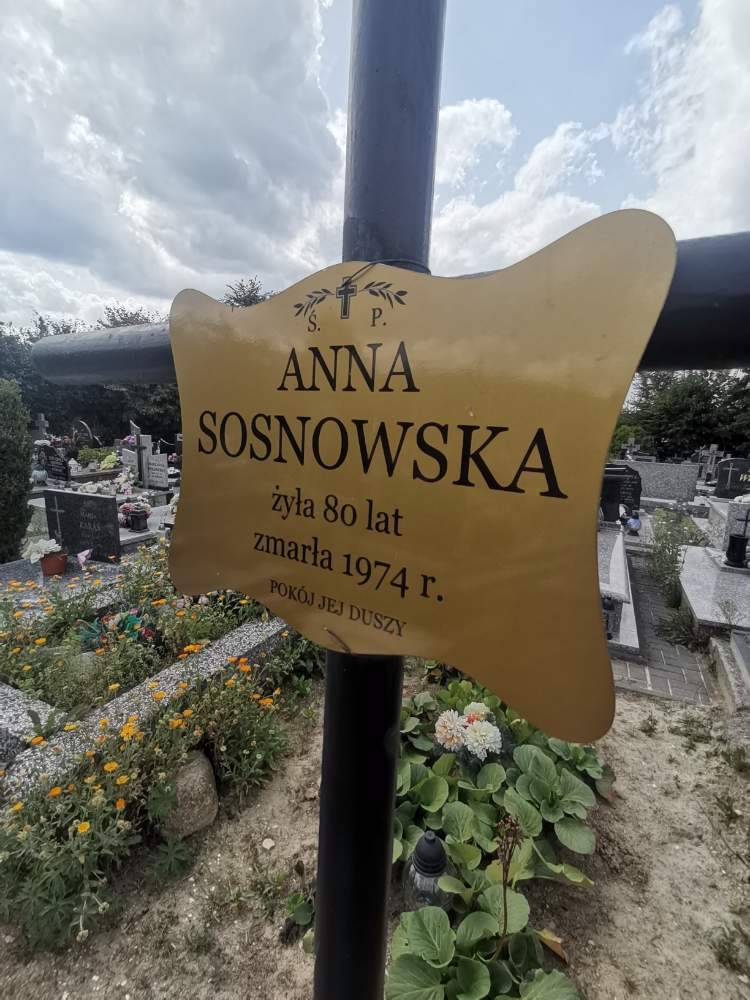 Ś. P.
ANNA
SOSNOWSKA
żyła 80 lat
zmarła 1974 r.
POKÓJ JEJ DUSZY